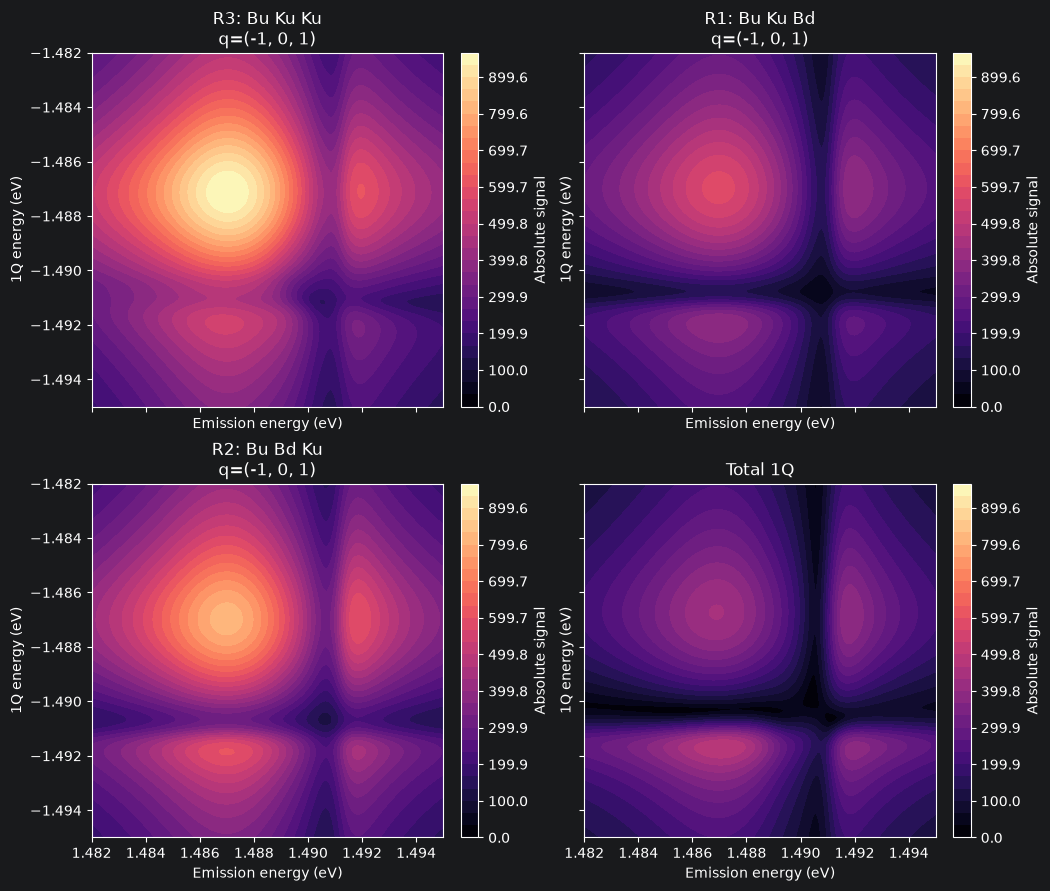 R3: Bu Ku Ku
q=(-1, 0, 1)
−1.482
−1.484
−1.486
−1.488
−1.490
−1.492
−1.494
1Q energy (eV)
Emission energy (eV)
899.6
799.6
699.7
599.7
499.8
399.8
299.9
199.9
100.0
0.0
Absolute signal
R1: Bu Ku Bd
q=(-1, 0, 1)
1Q energy (eV)
Emission energy (eV)
899.6
799.6
699.7
599.7
499.8
399.8
299.9
199.9
100.0
0.0
Absolute signal
R2: Bu Bd Ku
q=(-1, 0, 1)
−1.482
−1.484
−1.486
−1.488
−1.490
−1.492
−1.494
1Q energy (eV)
1.482 1.484 1.486 1.488 1.490 1.492 1.494
Emission energy (eV)
899.6
799.6
699.7
599.7
499.8
399.8
299.9
199.9
100.0
0.0
Absolute signal
Total 1Q
1Q energy (eV)
1.482 1.484 1.486 1.488 1.490 1.492 1.494
Emission energy (eV)
899.6
799.6
699.7
599.7
499.8
399.8
299.9
199.9
100.0
0.0
Absolute signal